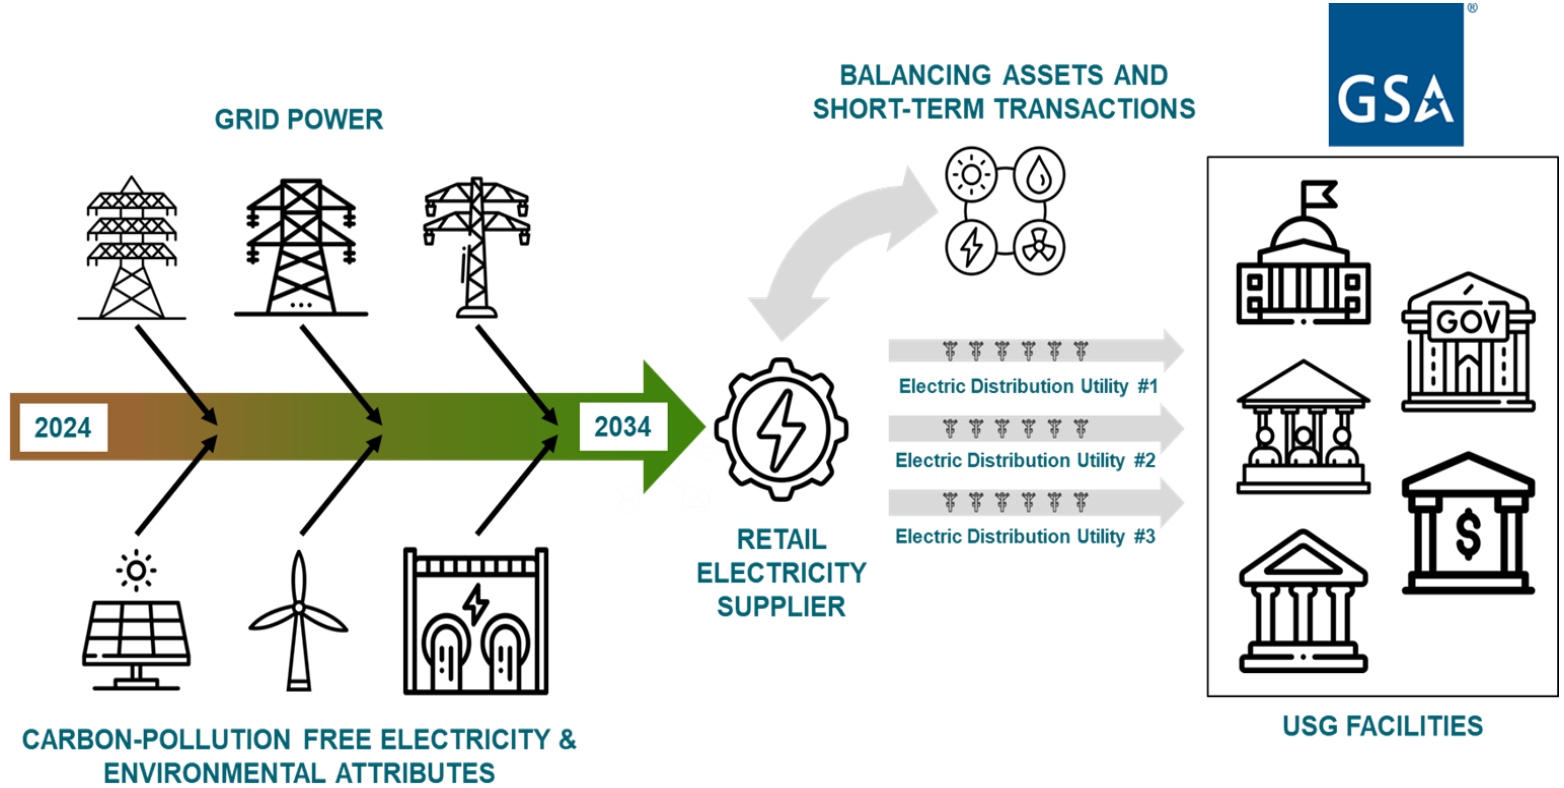 GRID POWER
BALANCING ASSETS AND
SHORT-TERM TRANSACTIONS
®
GSA
GOV
$
2024
2034
Electric Distribution Utility #1
Electric Distribution Utility #2
Electric Distribution Utility #3
RETAIL
ELECTRICITY
SUPPLIER
CARBON-POLLUTION FREE ELECTRICITY &
ENVIRONMENTAL ATTRIBUTES
USG FACILITIES